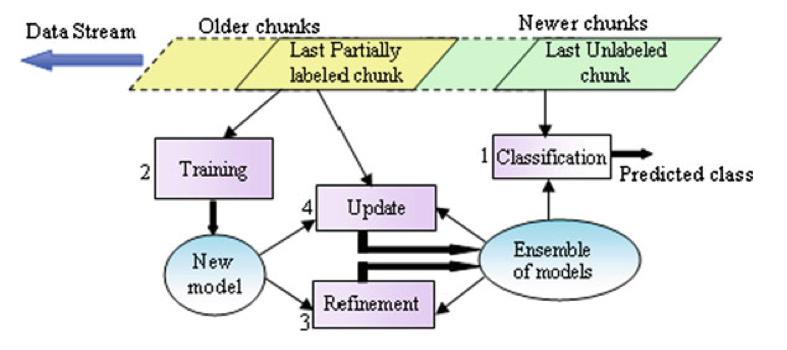 Older chunks
Newer chunks
Data Stream
Last Partially
labeled chunk
Last Unlabeled
chunk
2
Training
1
Classification
Predicted class
4
Update
New
model
Ensemble
of models
Refinement
3